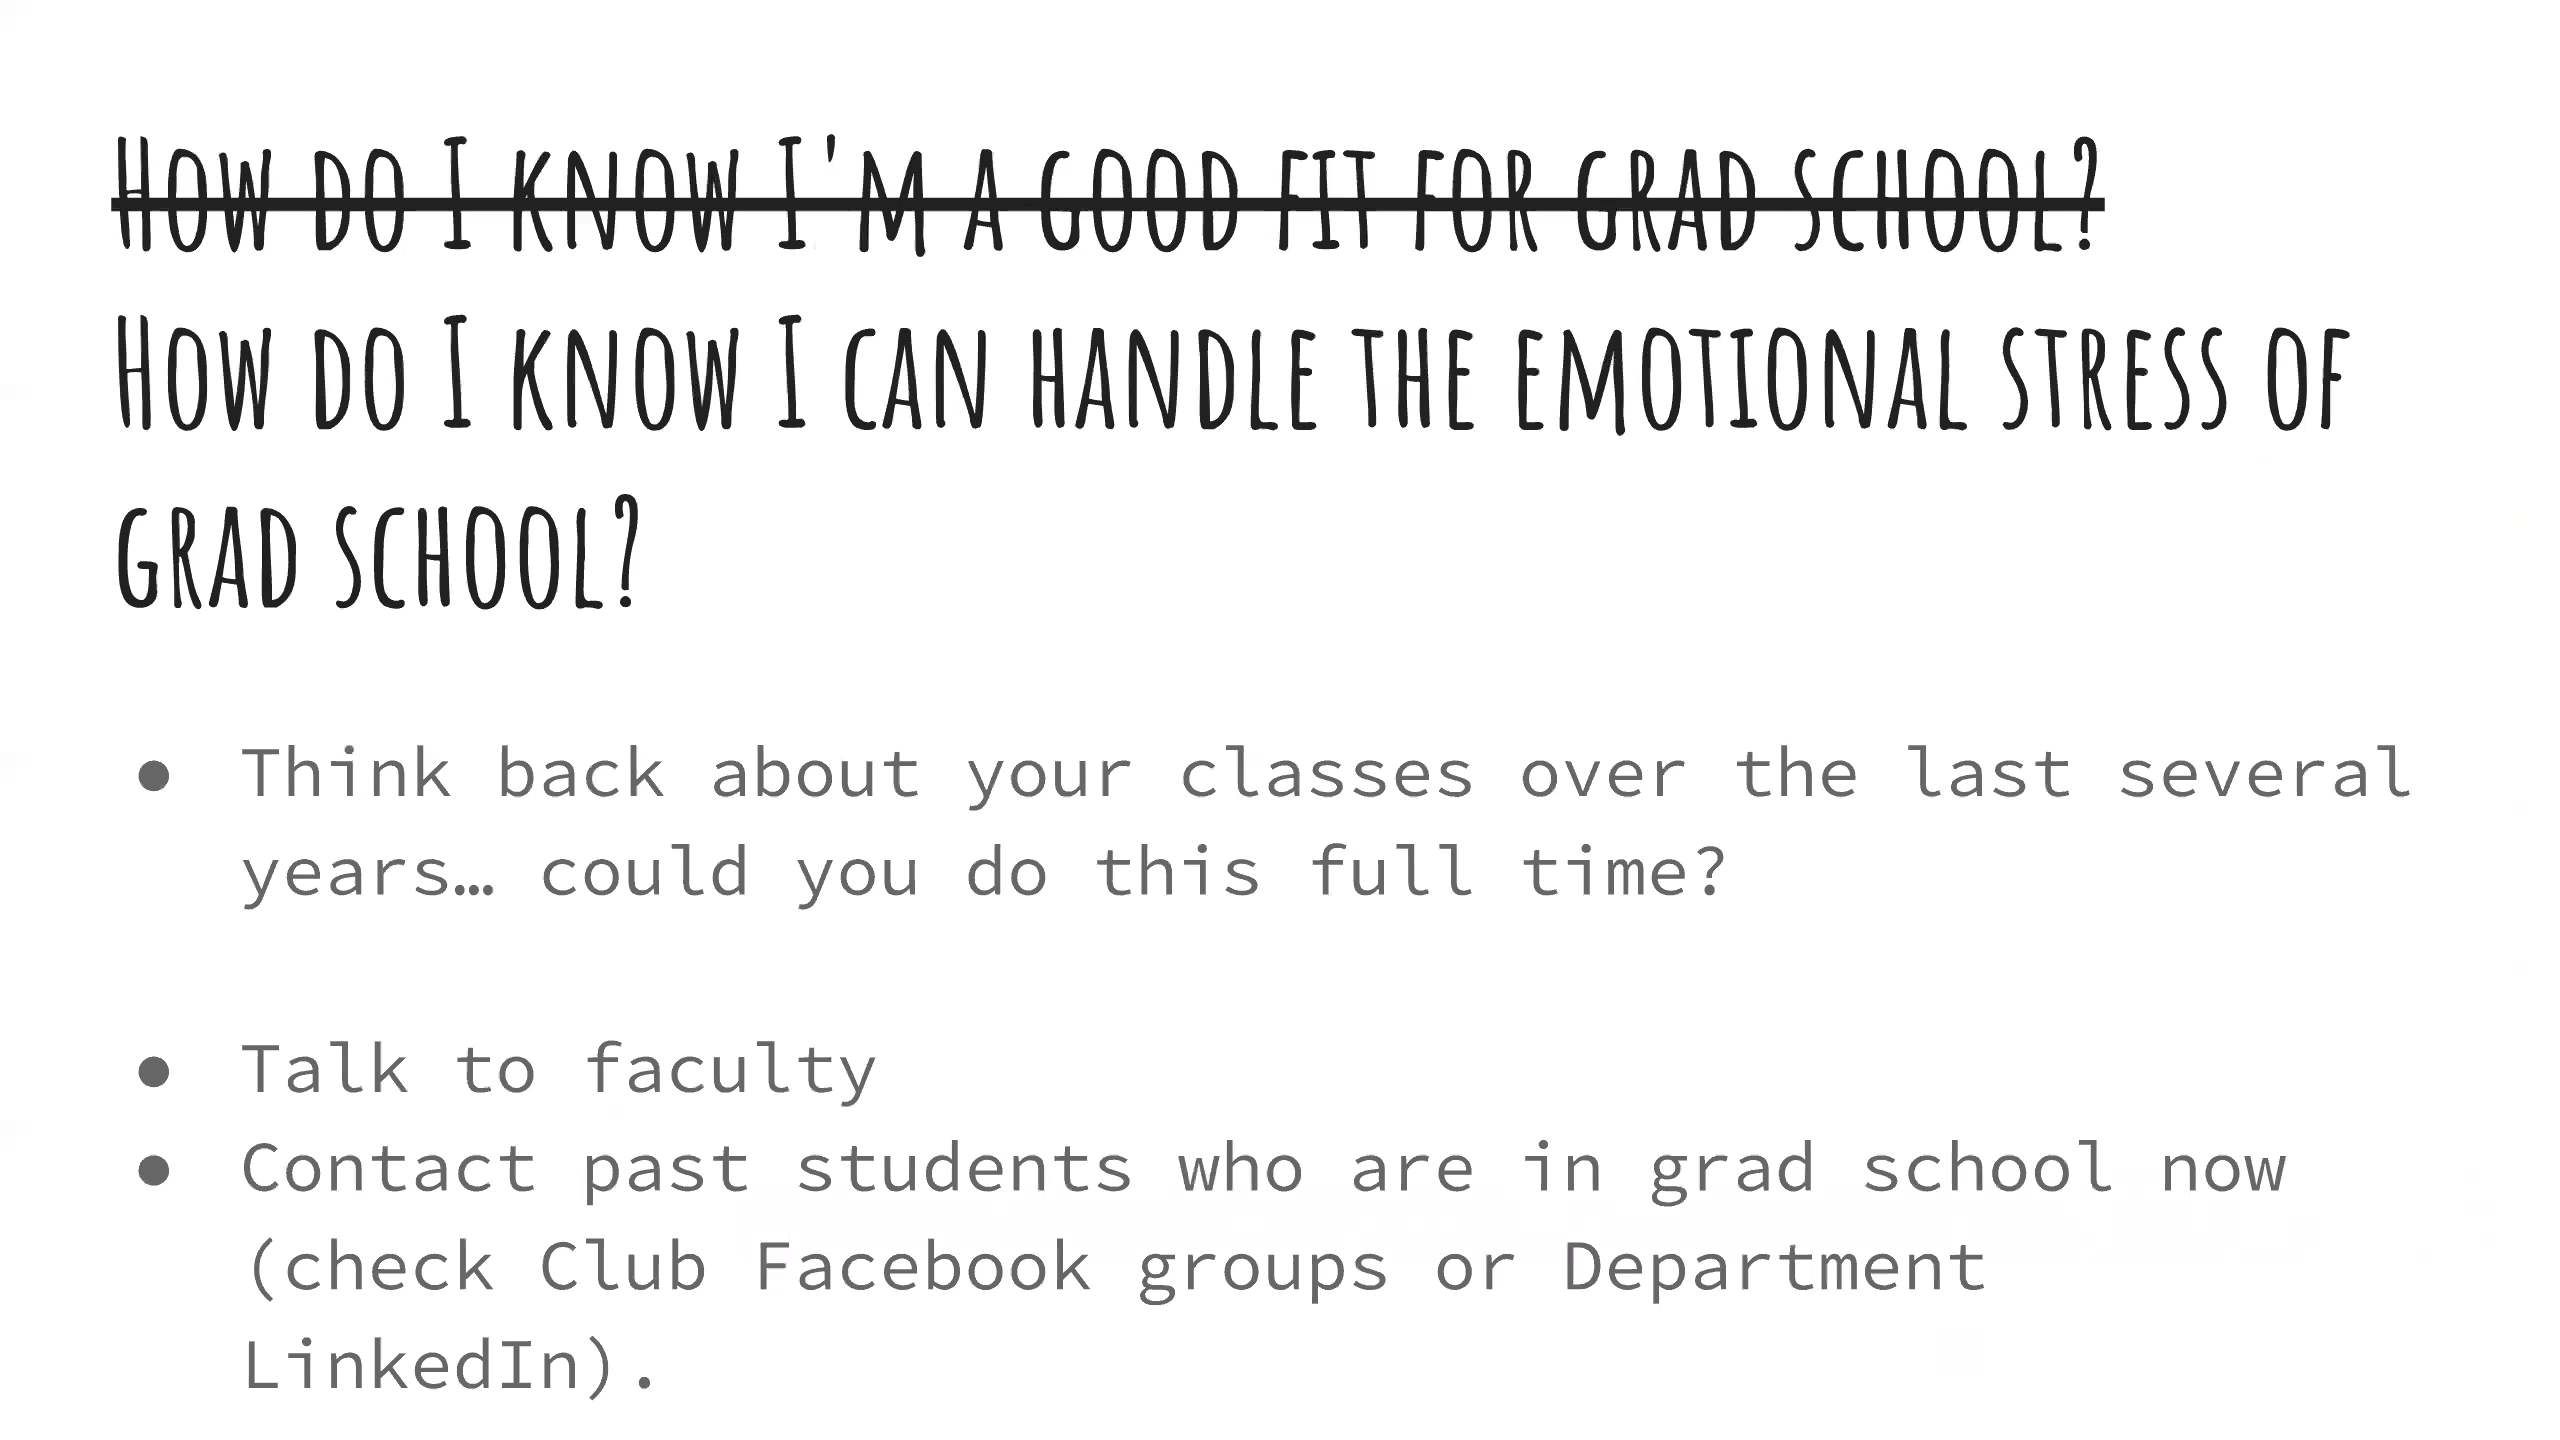 How do I know I'm a good fit for grad school?
How do I know I can handle the emotional stress of
grad school?
● Think back about your classes over the last several
years… could you do this full time?
● Talk to faculty
● Contact past students who are in grad school now
(check Club Facebook groups or Department
LinkedIn).